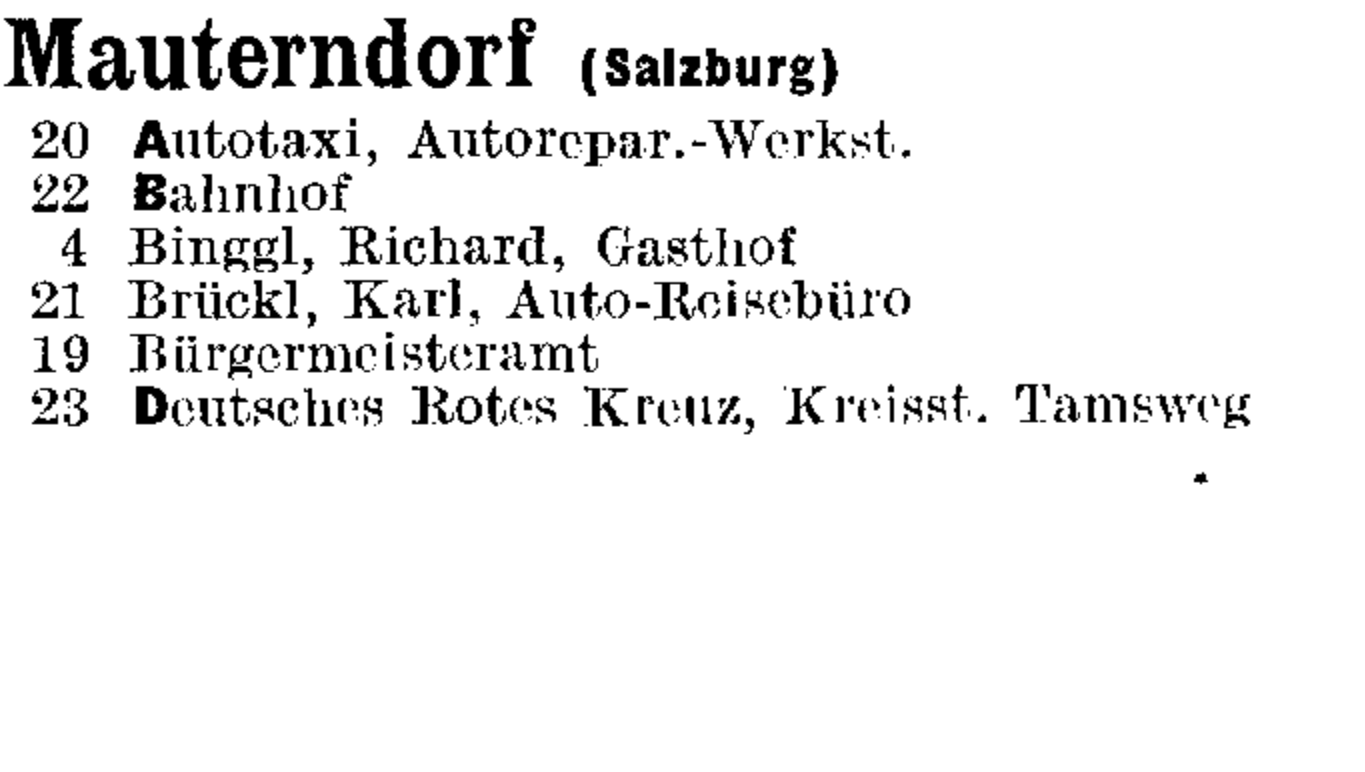 Mauterndorf (Salzburg)
20 Autotaxi, Autorepar.-Werkst.
22 Bahnhof
4 Binggl, Richard, Gasthof
21 Brückl, Karl, Auto-Reisebüro
19 Bürgermeisteramt
23 Deutsches Rotes Kreuz, Kreisst. Tamsweg